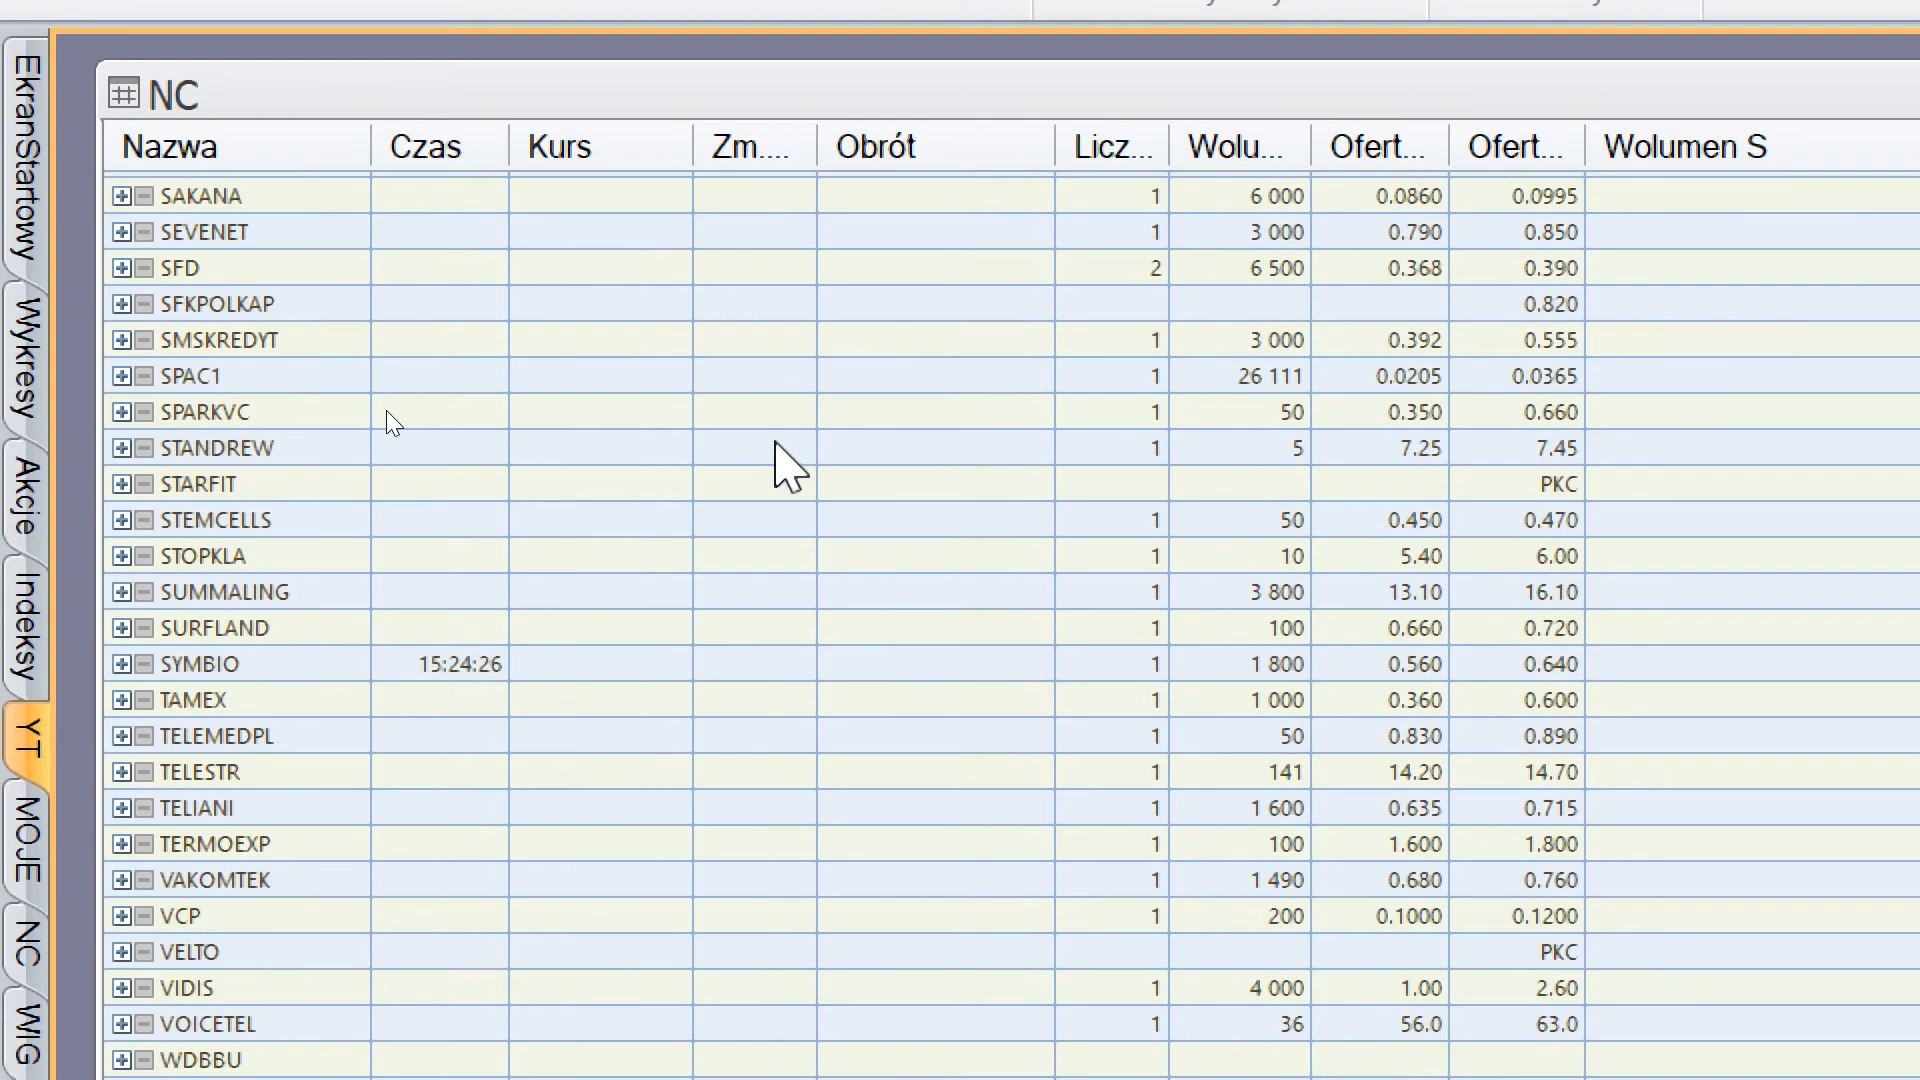 NC
Nazwa Czas Kurs Zm.... Obrót Licz... Wolu... Ofert... Ofert... Wolumen S
SAKANA 1 6 000 0.0860 0.0995
SEVENET 1 3 000 0.790 0.850
SFD 2 6 500 0.368 0.390
SFKPOLKAP 0.820
SMSKREDYT 1 3 000 0.392 0.555
SPAC1 1 26 111 0.0205 0.0365
SPARKVC 1 50 0.350 0.660
STANDREW 1 5 7.25 7.45
STARFIT PKC
STEMCELLS 1 50 0.450 0.470
STOPKLA 1 10 5.40 6.00
SUMMALING 1 3 800 13.10 16.10
SURFLAND 1 100 0.660 0.720
SYMBIO 15:24:26 1 1 800 0.560 0.640
TAMEX 1 1 000 0.360 0.600
TELEMEDPL 1 50 0.830 0.890
TELESTR 1 141 14.20 14.70
TELIANI 1 1 600 0.635 0.715
TERMOEXP 1 100 1.600 1.800
VAKOMTEK 1 1 490 0.680 0.760
VCP 1 200 0.1000 0.1200
VELTO PKC
VIDIS 1 4 000 1.00 2.60
VOICETEL 1 36 56.0 63.0
WDBBU
EkranStartowy
Wykresy
Akcje
Indeksy
YT
MOJE
NC
WIG